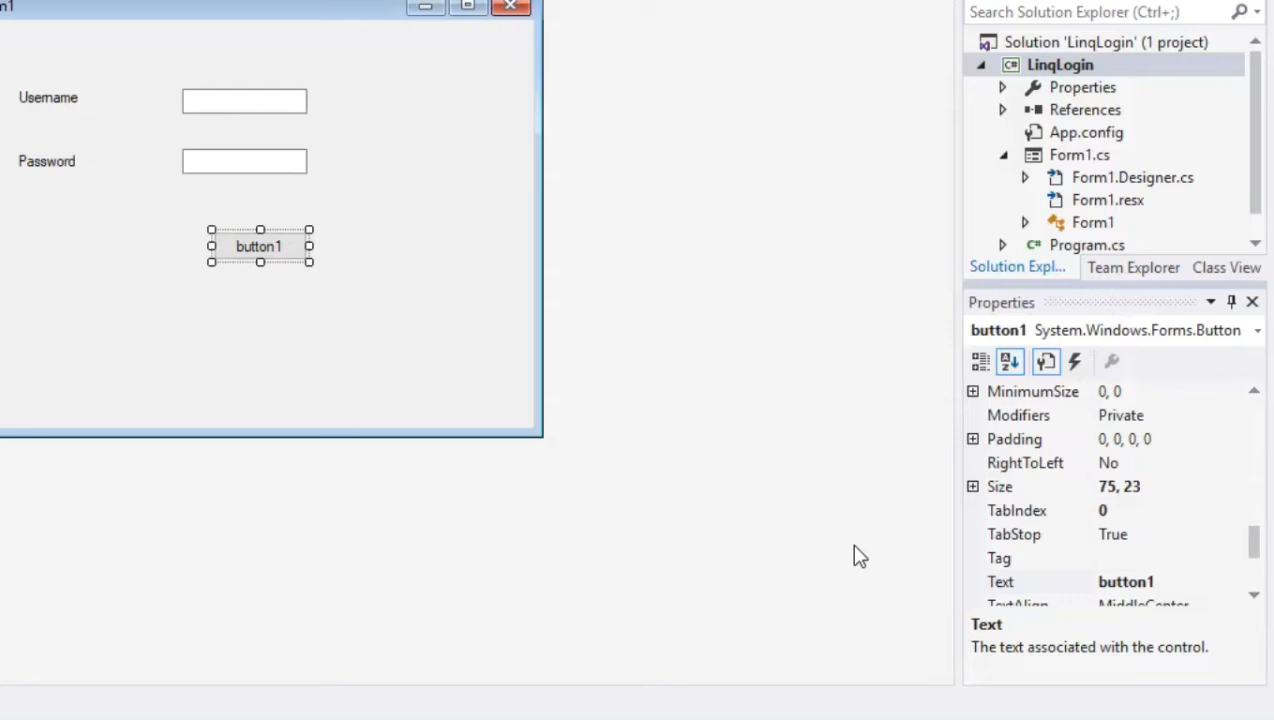 m1
Username
Password
button1
Search Solution Explorer (Ctrl+;)
Solution 'LinqLogin' (1 project)
C# LinqLogin
Properties
References
App.config
Form1.cs
Form1.Designer.cs
Form1.resx
Form1
C# Program.cs
Solution Expl... Team Explorer Class View
Properties
button1 System.Windows.Forms.Button
MinimumSize 0, 0
Modifiers Private
Padding 0, 0, 0, 0
RightToLeft No
Size 75, 23
TabIndex 0
TabStop True
Tag
Text button1
TextAlign MiddleCenter
Text
The text associated with the control.